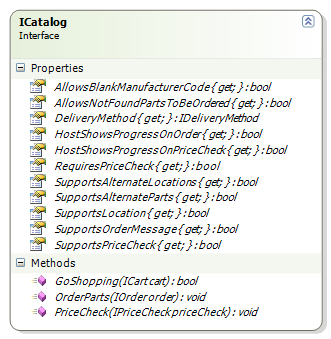 ICatalog
Interface
Properties
AllowsBlankManufacturerCode{ get; } : bool
AllowsNotFoundPartsToBeOrdered{ get; } : bool
DeliveryMethod{ get; } : IDeliveryMethod
HostShowsProgressOnOrder{ get; } : bool
HostShowsProgressOnPriceCheck{ get; } : bool
RequiresPriceCheck{ get; } : bool
SupportsAlternateLocations{ get; } : bool
SupportsAlternateParts{ get; } : bool
SupportsLocation{ get; } : bool
SupportsOrderMessage{ get; } : bool
SupportsPriceCheck{ get; } : bool
Methods
GoShopping(ICart cart) : bool
OrderParts(IOrder order) : void
PriceCheck(IPriceCheck priceCheck) : void